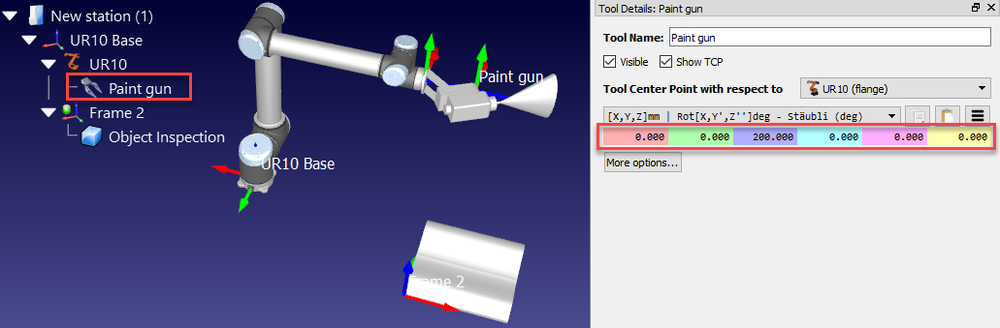 New station (1)
UR10 Base
UR10
Paint gun
Frame 2
Object Inspection
Paint gun
UR10 Base
Frame 2
Tool Details: Paint gun
Tool Name: Paint gun
Visible Show TCP
Tool Center Point with respect to UR10 (flange)
[X,Y,Z]mm | Rot[X,Y',Z'']deg - Stäubli (deg)
0.000 0.000 200.000 0.000 0.000 0.000
More options...